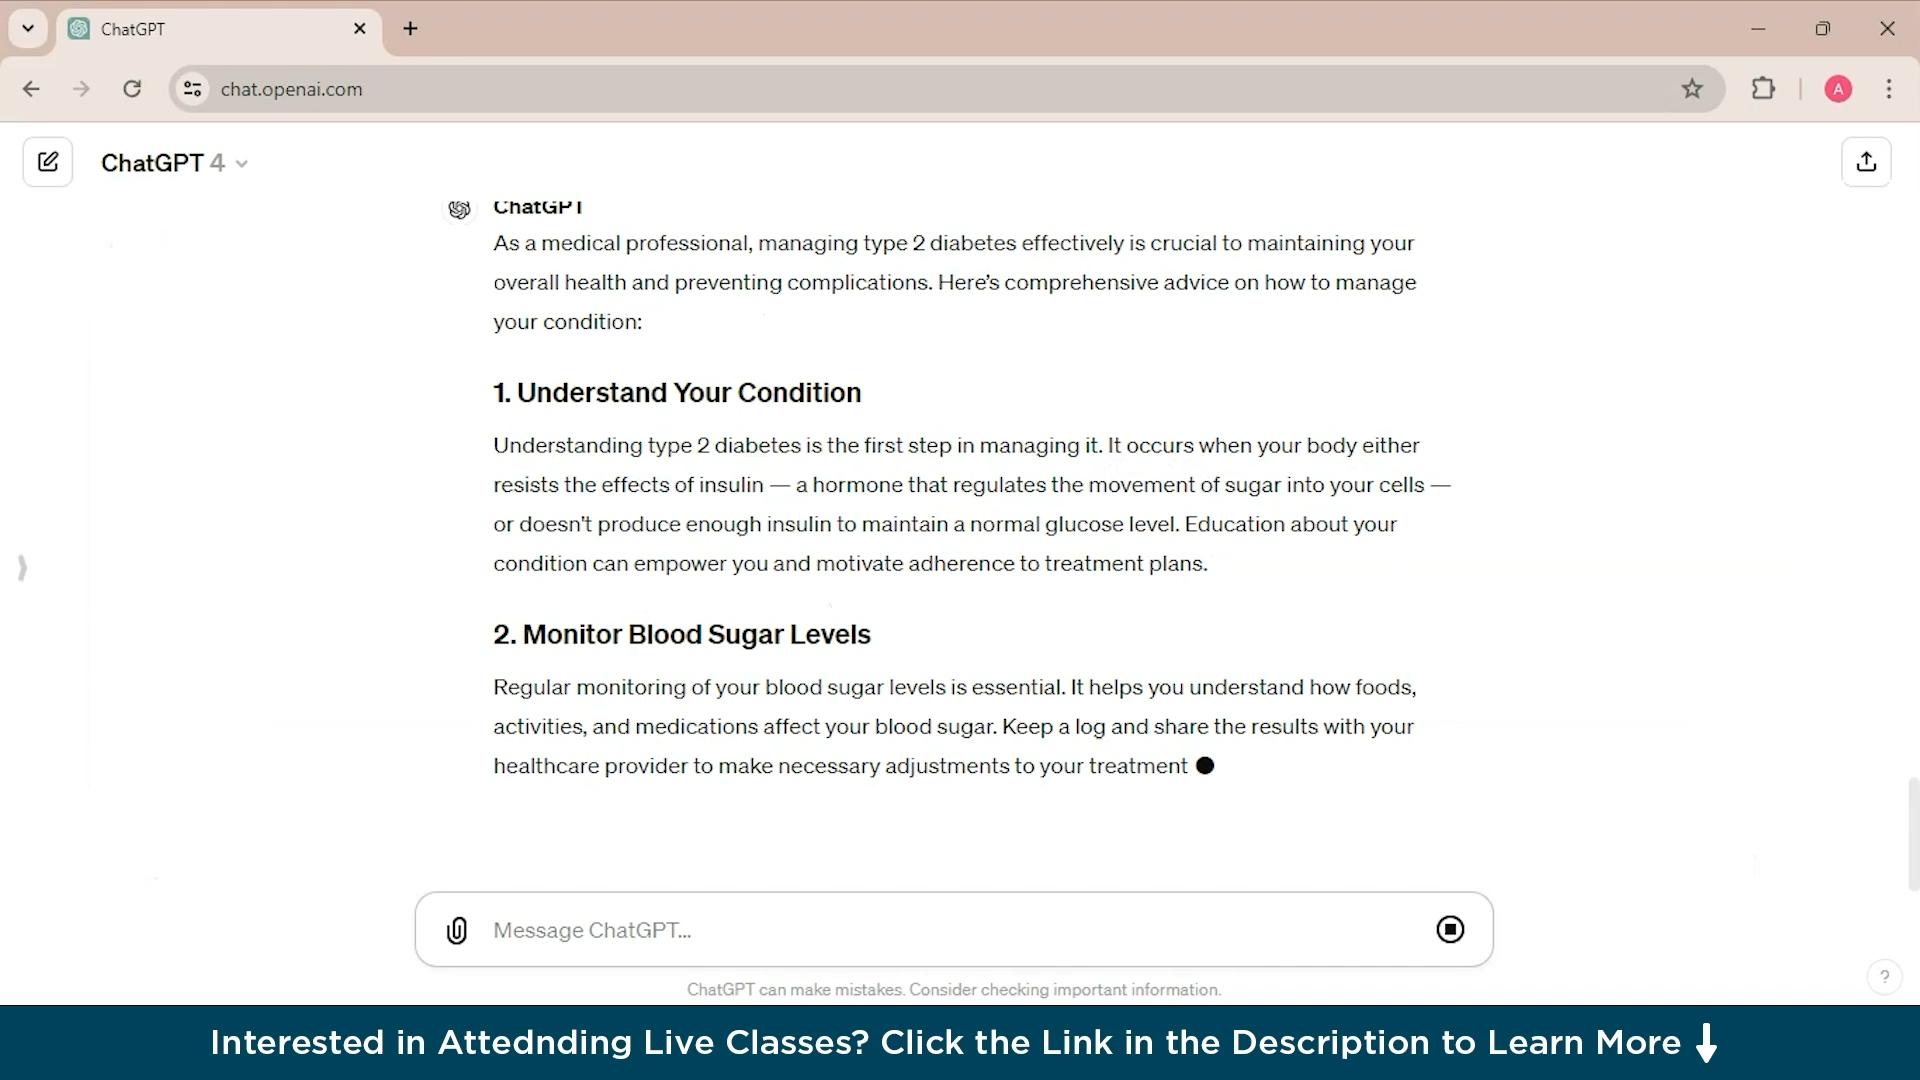 ChatGPT
chat.openai.com
A
ChatGPT 4
ChatGPT
As a medical professional, managing type 2 diabetes effectively is crucial to maintaining your
overall health and preventing complications. Here's comprehensive advice on how to manage
your condition:
1. Understand Your Condition
Understanding type 2 diabetes is the first step in managing it. It occurs when your body either
resists the effects of insulin — a hormone that regulates the movement of sugar into your cells —
or doesn't produce enough insulin to maintain a normal glucose level. Education about your
condition can empower you and motivate adherence to treatment plans.
2. Monitor Blood Sugar Levels
Regular monitoring of your blood sugar levels is essential. It helps you understand how foods,
activities, and medications affect your blood sugar. Keep a log and share the results with your
healthcare provider to make necessary adjustments to your treatment
Message ChatGPT...
ChatGPT can make mistakes. Consider checking important information.
?
Interested in Attednding Live Classes? Click the Link in the Description to Learn More